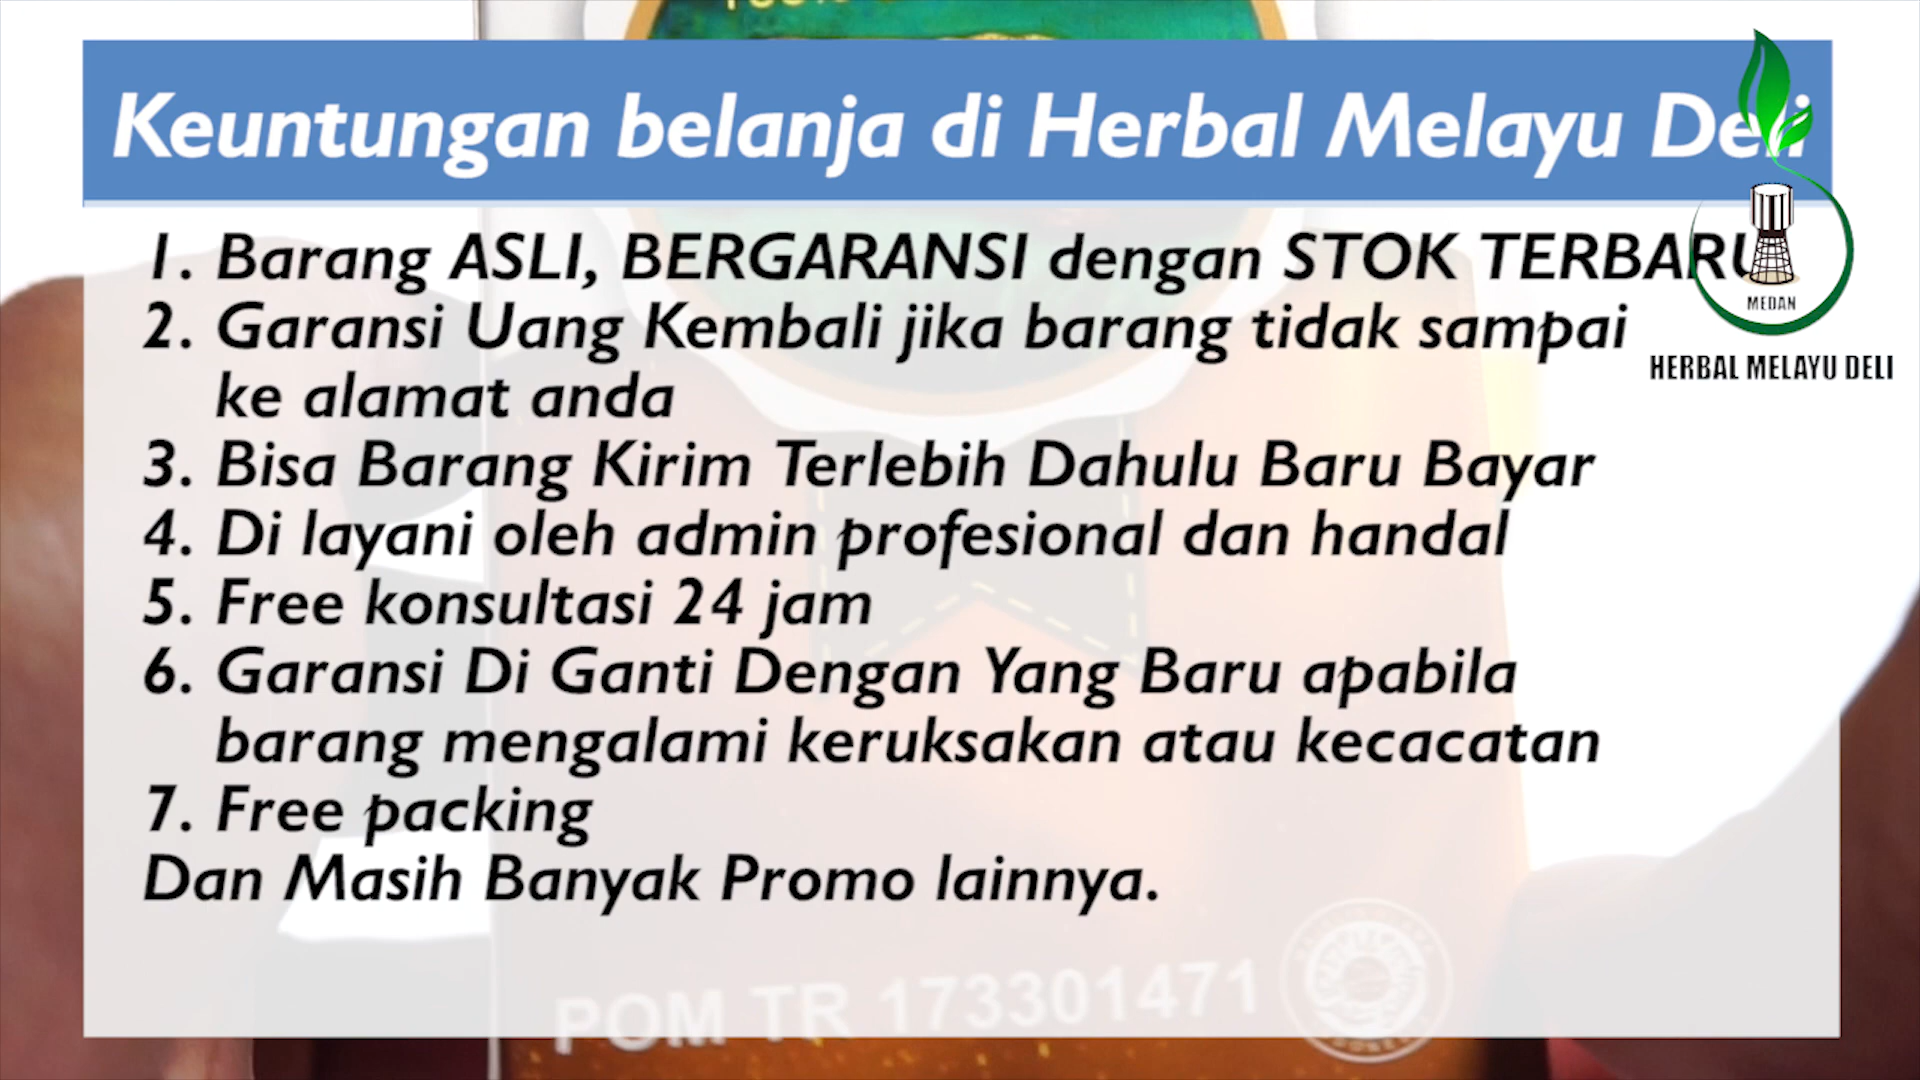 Keuntungan belanja di Herbal Melayu Deli
1. Barang ASLI, BERGARANSI dengan STOK TERBARU
2. Garansi Uang Kembali jika barang tidak sampai
ke alamat anda
3. Bisa Barang Kirim Terlebih Dahulu Baru Bayar
4. Di layani oleh admin profesional dan handal
5. Free konsultasi 24 jam
6. Garansi Di Ganti Dengan Yang Baru apabila
barang mengalami keruksakan atau kecacatan
7. Free packing
Dan Masih Banyak Promo lainnya.
MEDAN
HERBAL MELAYU DELI
POM TR 173301471